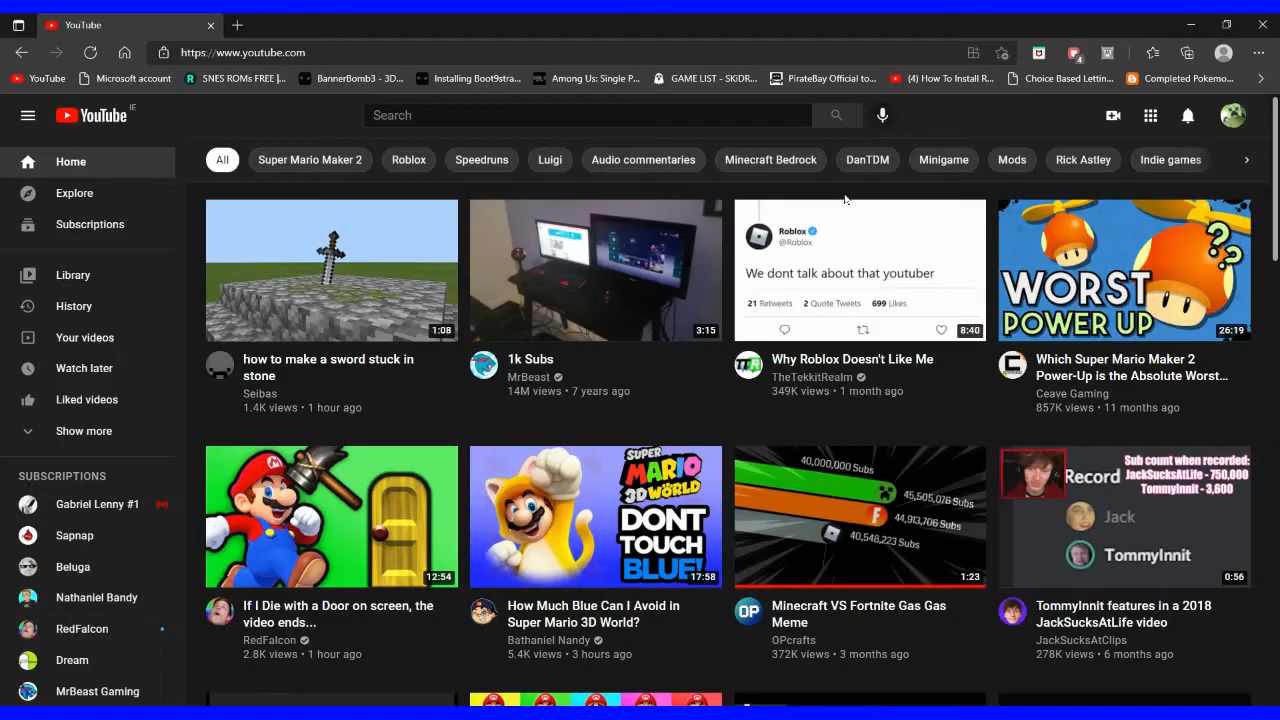 YouTube
https://www.youtube.com
4
YouTube
Microsoft account
SNES ROMs FREE |...
BannerBomb3 - 3D...
Installing Boot9stra...
Among Us: Single P...
GAME LIST - SKiDR...
PirateBay Official to...
(4) How To Install R...
Choice Based Lettin...
Completed Pokemo...
YouTube IE
Search
All
Super Mario Maker 2
Roblox
Speedruns
Luigi
Audio commentaries
Minecraft Bedrock
DanTDM
Minigame
Mods
Rick Astley
Indie games
Home
Explore
Subscriptions
Library
History
Your videos
Watch later
Liked videos
Show more
SUBSCRIPTIONS
Gabriel Lenny #1
Sapnap
Beluga
Nathaniel Bandy
RedFalcon
Dream
MrBeast Gaming
1:08
how to make a sword stuck in
stone
Seibas
1.4K views • 1 hour ago
3:15
1k Subs
MrBeast
14M views • 7 years ago
Roblox
@Roblox
We dont talk about that youtuber
21 Retweets 2 Quote Tweets 699 Likes
8:40
Why Roblox Doesn't Like Me
TheTekkitRealm
349K views • 1 month ago
??
WORST
POWER UP
26:19
Which Super Mario Maker 2
Power-Up is the Absolute Worst...
Ceave Gaming
857K views • 11 months ago
12:54
If I Die with a Door on screen, the
video ends...
RedFalcon
2.8K views • 1 hour ago
SUPER
MARIO
3D WORLD
DONT
TOUCH
BLUE!
17:58
How Much Blue Can I Avoid in
Super Mario 3D World?
Bathaniel Nandy
5.4K views • 3 hours ago
40,000,000 Subs
45,505,076 Subs
44,913,706 Subs
40,548,223 Subs
1:23
OP
Minecraft VS Fortnite Gas Gas
Meme
OPcrafts
372K views • 3 months ago
Sub count when recorded:
JackSucksAtLife - 750,000
TommyInnit - 3,600
Record
Jack
TommyInnit
0:56
TommyInnit features in a 2018
JackSucksAtLife video
JackSucksAtClips
278K views • 6 months ago